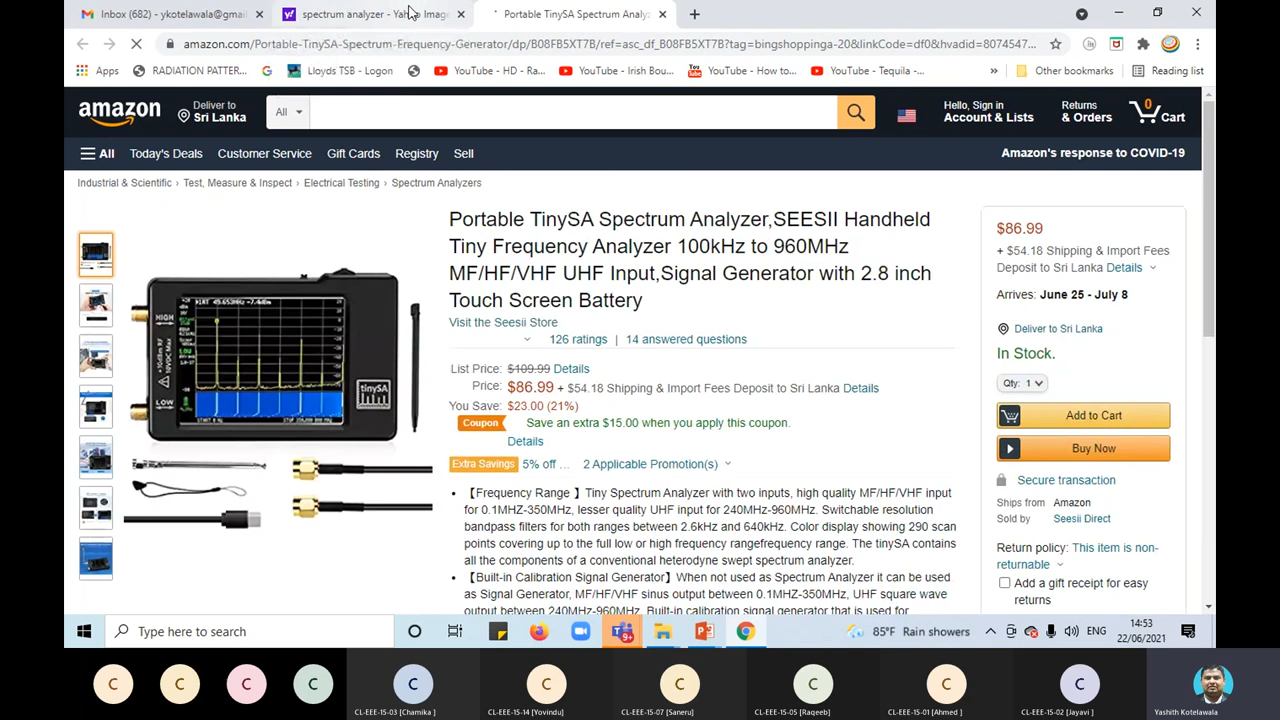 Inbox (682) - ykotelawala@gmail
spectrum analyzer - Yahoo Image
Portable TinySA Spectrum Analyz
amazon.com/Portable-TinySA-Spectrum-Frequency-Generator/dp/B08FB5XT7B/ref=asc_df_B08FB5XT7B?tag=bingshoppinga-20&linkCode=df0&hvadid=8074547...
Apps
RADIATION PATTER...
Lloyds TSB - Logon
YouTube - HD - Ra...
YouTube - Irish Bou...
YouTube - How to...
YouTube - Tequila -...
»
Other bookmarks
Reading list
amazon
Deliver to
Sri Lanka
All
Hello, Sign in
Account & Lists
Returns
& Orders
0
Cart
All
Today's Deals
Customer Service
Gift Cards
Registry
Sell
Amazon's response to COVID-19
Industrial & Scientific › Test, Measure & Inspect › Electrical Testing › Spectrum Analyzers
Portable TinySA Spectrum Analyzer,SEESII Handheld
Tiny Frequency Analyzer 100kHz to 960MHz
MF/HF/VHF UHF Input,Signal Generator with 2.8 inch
Touch Screen Battery
Visit the Seesii Store
126 ratings | 14 answered questions
List Price: $109.99 Details
Price: $86.99 + $54.18 Shipping & Import Fees Deposit to Sri Lanka Details
You Save: $23.00 (21%)
Coupon Save an extra $15.00 when you apply this coupon.
Details
Extra Savings 5% off ... 2 Applicable Promotion(s)
• 【Frequency Range 】Tiny Spectrum Analyzer with two inputs, high quality MF/HF/VHF input
for 0.1MHZ-350MHz, lesser quality UHF input for 240MHz-960MHz. Switchable resolution
bandpass filters for both ranges between 2.6kHz and 640kHz. Color display showing 290 scan
points covering up to the full low or high frequency rangefrequency range. The tinySA contains
all the components of a conventional heterodyne swept spectrum analyzer.
• 【Built-in Calibration Signal Generator】When not used as Spectrum Analyzer it can be used
as Signal Generator, MF/HF/VHF sinus output between 0.1MHZ-350MHz, UHF square wave
output between 240MHz-960MHz. Built-in calibration signal generator that is used for
HIGH
LOW
tinySA
$86.99
+ $54.18 Shipping & Import Fees
Deposit to Sri Lanka Details
Arrives: June 25 - July 8
Deliver to Sri Lanka
In Stock.
Qty: 1
Add to Cart
Buy Now
Secure transaction
Ships from Amazon
Sold by Seesii Direct
Return policy: This item is non-
returnable
Add a gift receipt for easy
returns
Type here to search
9+
85°F Rain showers
ENG
14:53
22/06/2021
C
C
C
C
C
C
C
C
C
C
CL-EEE-15-03 [Chamika ]
CL-EEE-15-14 [Yovindu]
CL-EEE-15-07 [Saneru]
CL-EEE-15-05 [Raqeeb]
CL-EEE-15-01 [Ahmed ]
CL-EEE-15-02 [Jayavi ]
Yashith Kotelawala